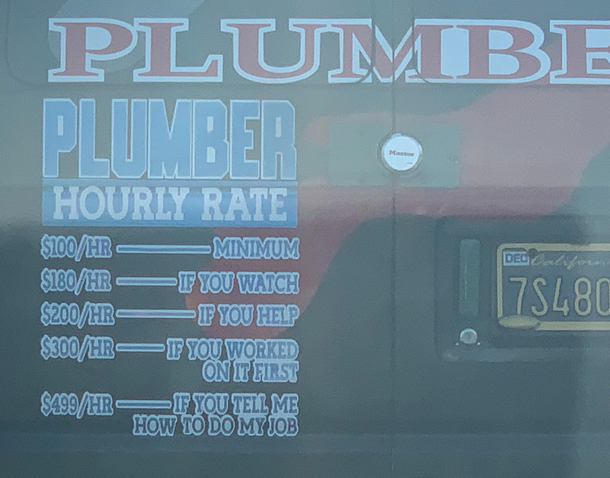 PLUMBE
PLUMBER
HOURLY RATE
$100/HR MINIMUM
$180/HR IF YOU WATCH
$200/HR IF YOU HELP
$300/HR IF YOU WORKED
ON IT FIRST
$499/HR IF YOU TELL ME
HOW TO DO MY JOB
Master
DEC California
7S480